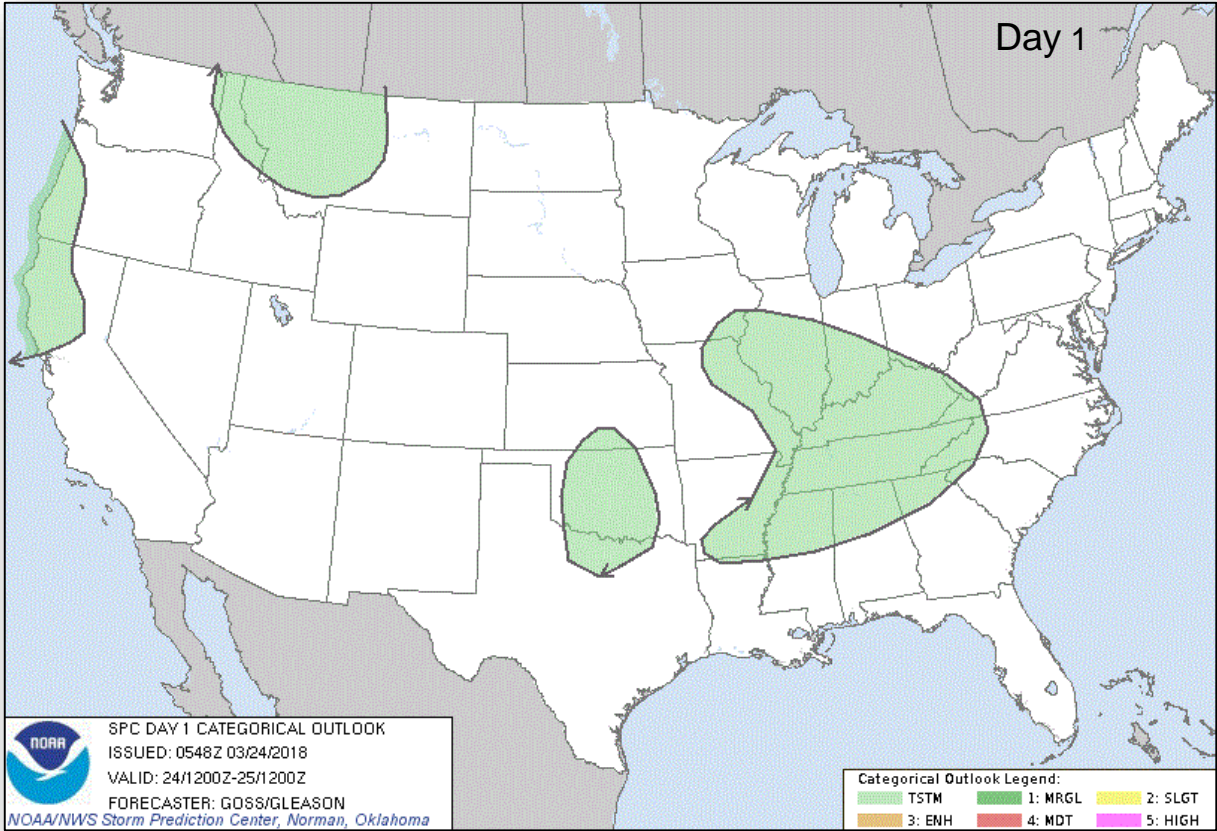 Day 1
NOAA
SPC DAY 1 CATEGORICAL OUTLOOK
ISSUED: 0548Z 03/24/2018
VALID: 24/1200Z-25/1200Z
FORECASTER: GOSS/GLEASON
NOAA/NWS Storm Prediction Center, Norman, Oklahoma
Categorical Outlook Legend:
TSTM 1: MRGL 2: SLGT
3: ENH 4: MDT 5: HIGH